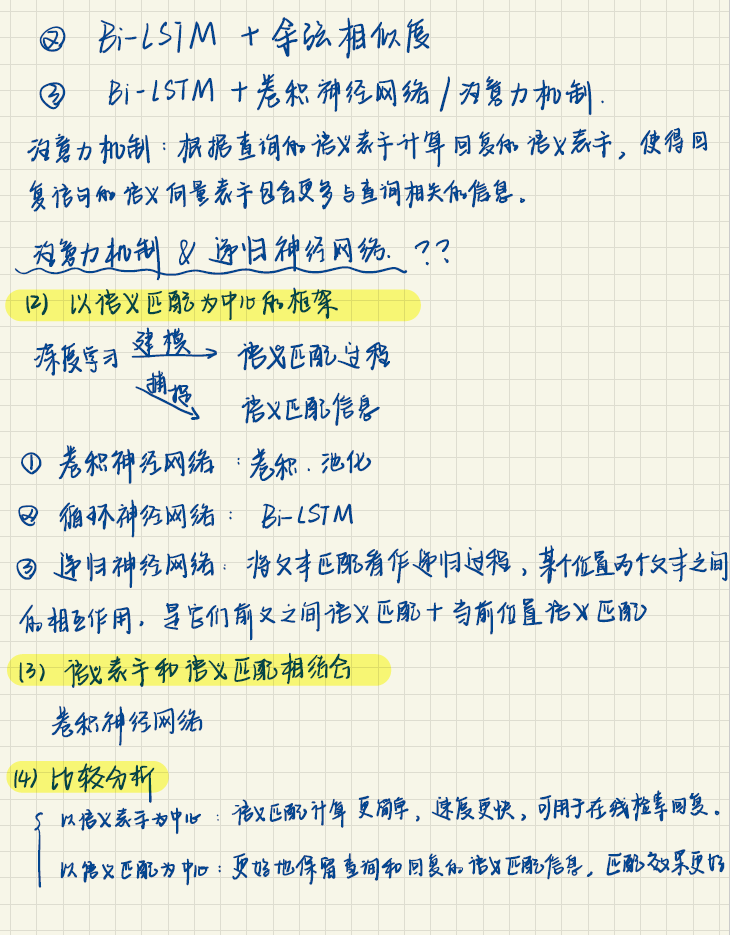 ② Bi-LSTM + 余弦相似度
③ Bi-LSTM + 卷积神经网络 / 注意力机制.
注意力机制：根据查询的语义表示计算回复的语义表示，使得回
复语句的语义向量表示包含更多与查询相关的信息。
注意力机制 & 递归神经网络. ??
(2) 以语义匹配为中心的框架
深度学习 建模 语义匹配过程
捕捉 语义匹配信息
① 卷积神经网络：卷积.池化
② 循环神经网络：Bi-LSTM
③ 递归神经网络：将文本匹配看作递归过程，某个位置两个文本之间
的相互作用，是它们前文之间语义匹配+当前位置语义匹配
(3) 语义表示和语义匹配相结合
卷积神经网络
(4) 比较分析
以语义表示为中心：语义匹配计算更简单，速度更快，可用于在线检索回复。
以语义匹配为中心：更好地保留查询和回复的语义匹配信息，匹配效果更好